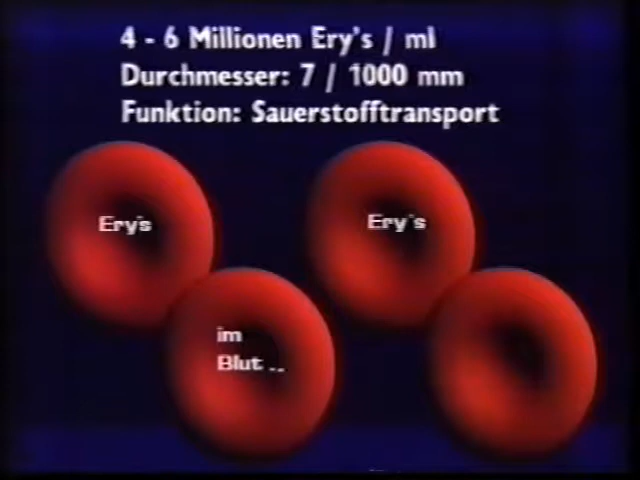 4 - 6 Millionen Ery's / ml
Durchmesser: 7 / 1000 mm
Funktion: Sauerstofftransport
Ery's
Ery's
im
Blut ..